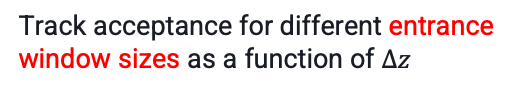 Track acceptance for different entrance
window sizes as a function of Δz